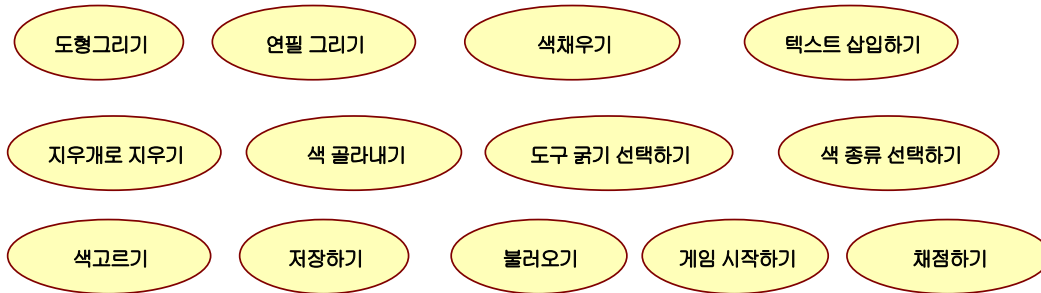 도형그리기
연필 그리기
색채우기
텍스트 삽입하기
지우개로 지우기
색 골라내기
도구 굵기 선택하기
색 종류 선택하기
색고르기
저장하기
불러오기
게임 시작하기
채점하기